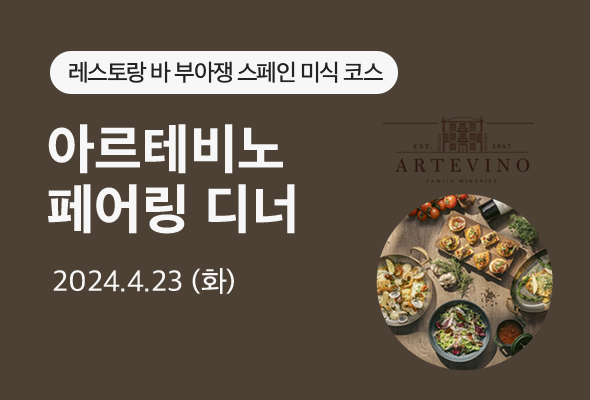 레스토랑 바 부아쟁 스페인 미식 코스
아르테비노
페어링 디너
2024.4.23 (화)
EST. 1987
ARTEVINO
FAMILY WINERIES